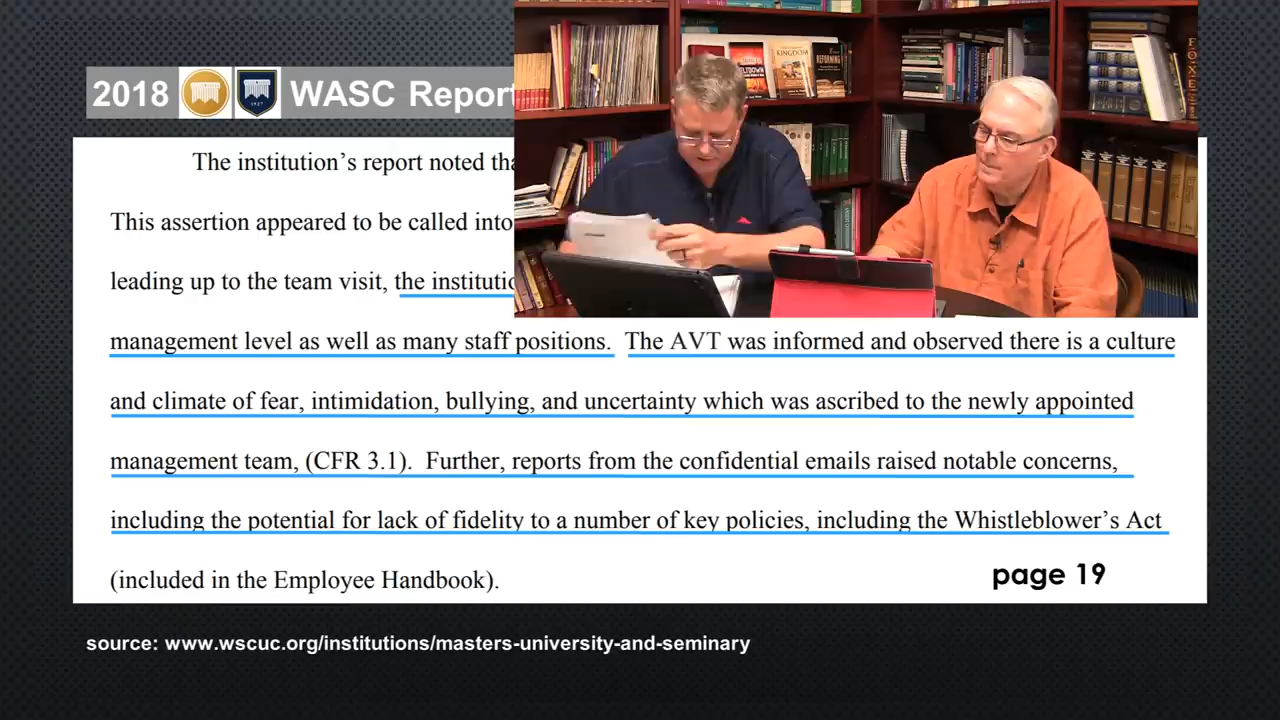 2018 WASC Report
The institution's report noted tha
This assertion appeared to be called into
leading up to the team visit, the institutio
management level as well as many staff positions. The AVT was informed and observed there is a culture
and climate of fear, intimidation, bullying, and uncertainty which was ascribed to the newly appointed
management team, (CFR 3.1). Further, reports from the confidential emails raised notable concerns,
including the potential for lack of fidelity to a number of key policies, including the Whistleblower's Act
(included in the Employee Handbook).
page 19
source: www.wscuc.org/institutions/masters-university-and-seminary
1927
KINGDOM
REFORMING